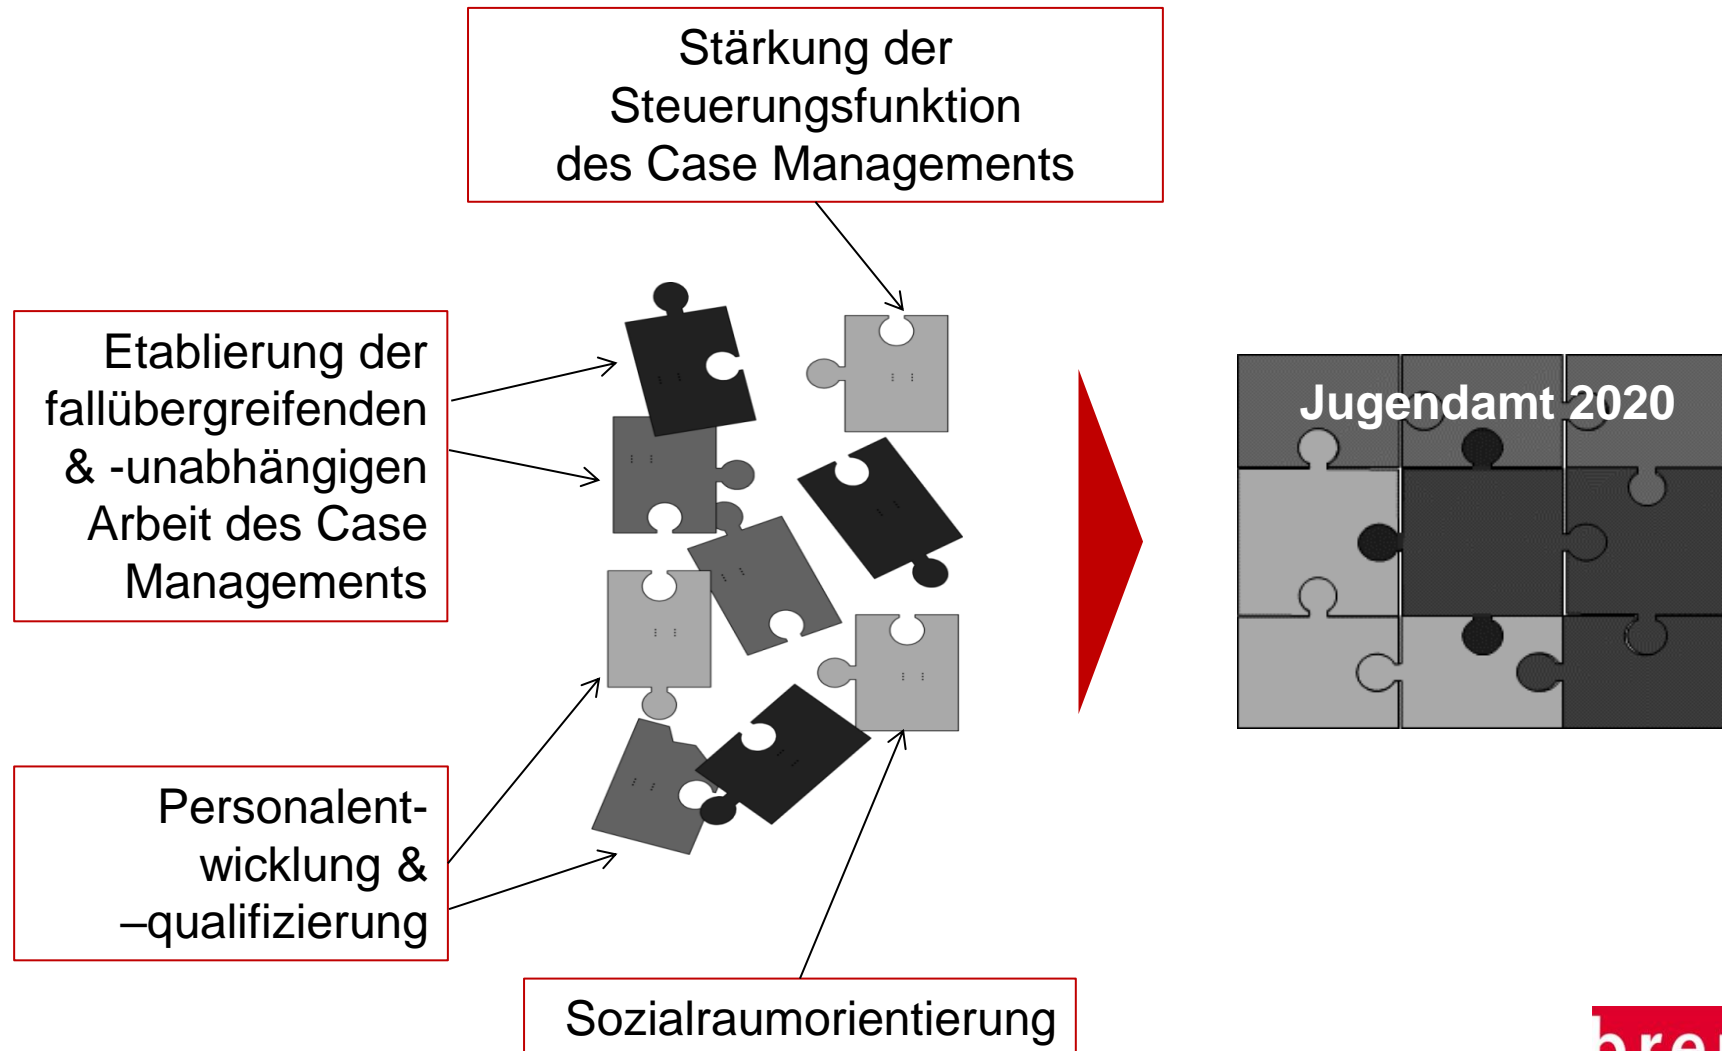 Stärkung der
Steuerungsfunktion
des Case Managements
Etablierung der
fallübergreifenden
& -unabhängigen
Arbeit des Case
Managements
Jugendamt 2020
Personalent-
wicklung &
–qualifizierung
Sozialraumorientierung